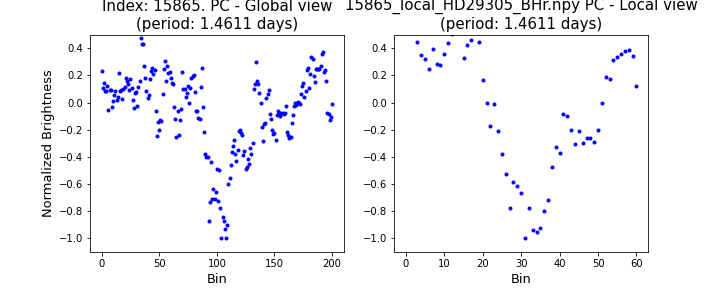 Index: 15865. PC - Global view
(period: 1.4611 days)
15865_local_HD29305_BHr.npy PC - Local view
(period: 1.4611 days)
Normalized Brightness
0.4
0.2
0.0
−0.2
−0.4
−0.6
−0.8
−1.0
0 50 100 150 200
Bin
0.4
0.2
0.0
−0.2
−0.4
−0.6
−0.8
−1.0
0 10 20 30 40 50 60
Bin